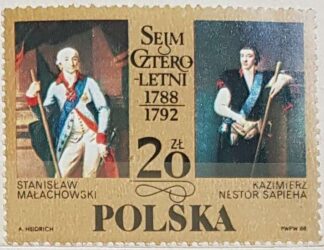 SEJM
CZTERO-
-LETNI
1788
1792
20 ZŁ
STANISŁAW
MAŁACHOWSKI
KAZIMIERZ
NESTOR SAPIEHA
POLSKA
A. HEIDRICH
PWPW 88